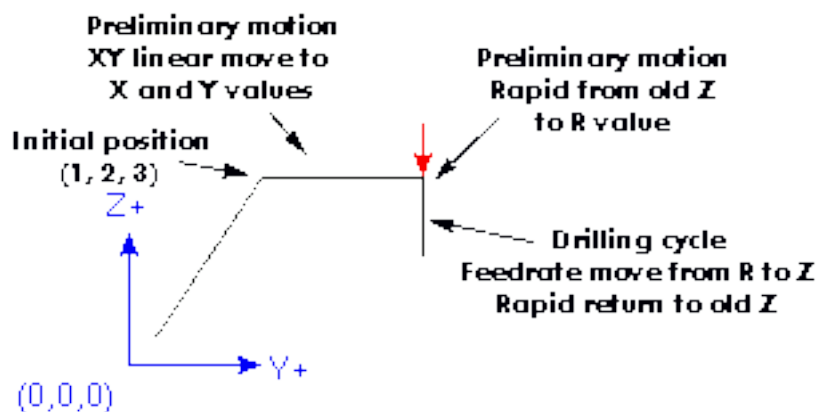 Preliminary motion
XY linear move to
X and Y values
Preliminary motion
Rapid from old Z
to R value
Initial position
(1, 2, 3)
Z+
Drilling cycle
Feedrate move from R to Z
Rapid return to old Z
Y+
(0,0,0)